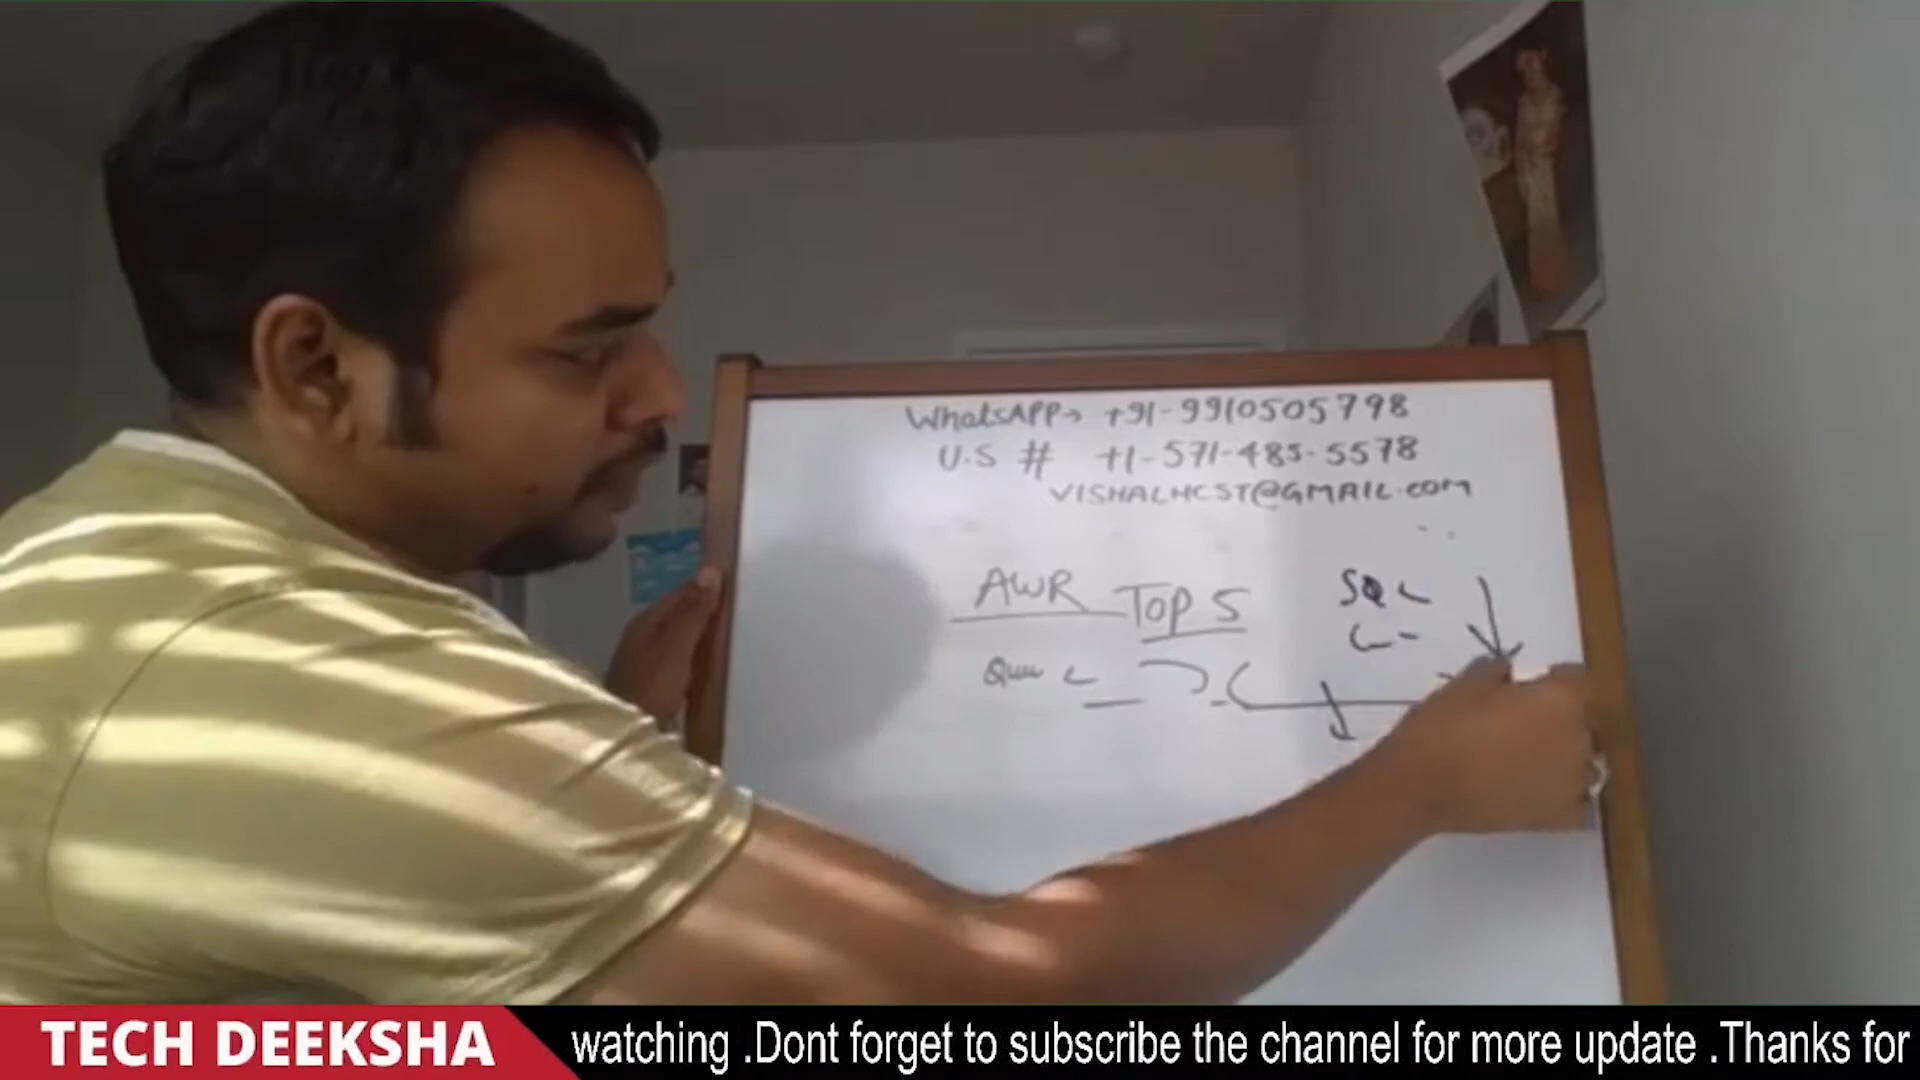 WhatsAPP→ +91-9910505798
U.S # +1-571-485-5578
VISHALHCST@GMAIL.COM
AWR TOP 5
SQL
TECH DEEKSHA
watching .Dont forget to subscribe the channel for more update .Thanks for